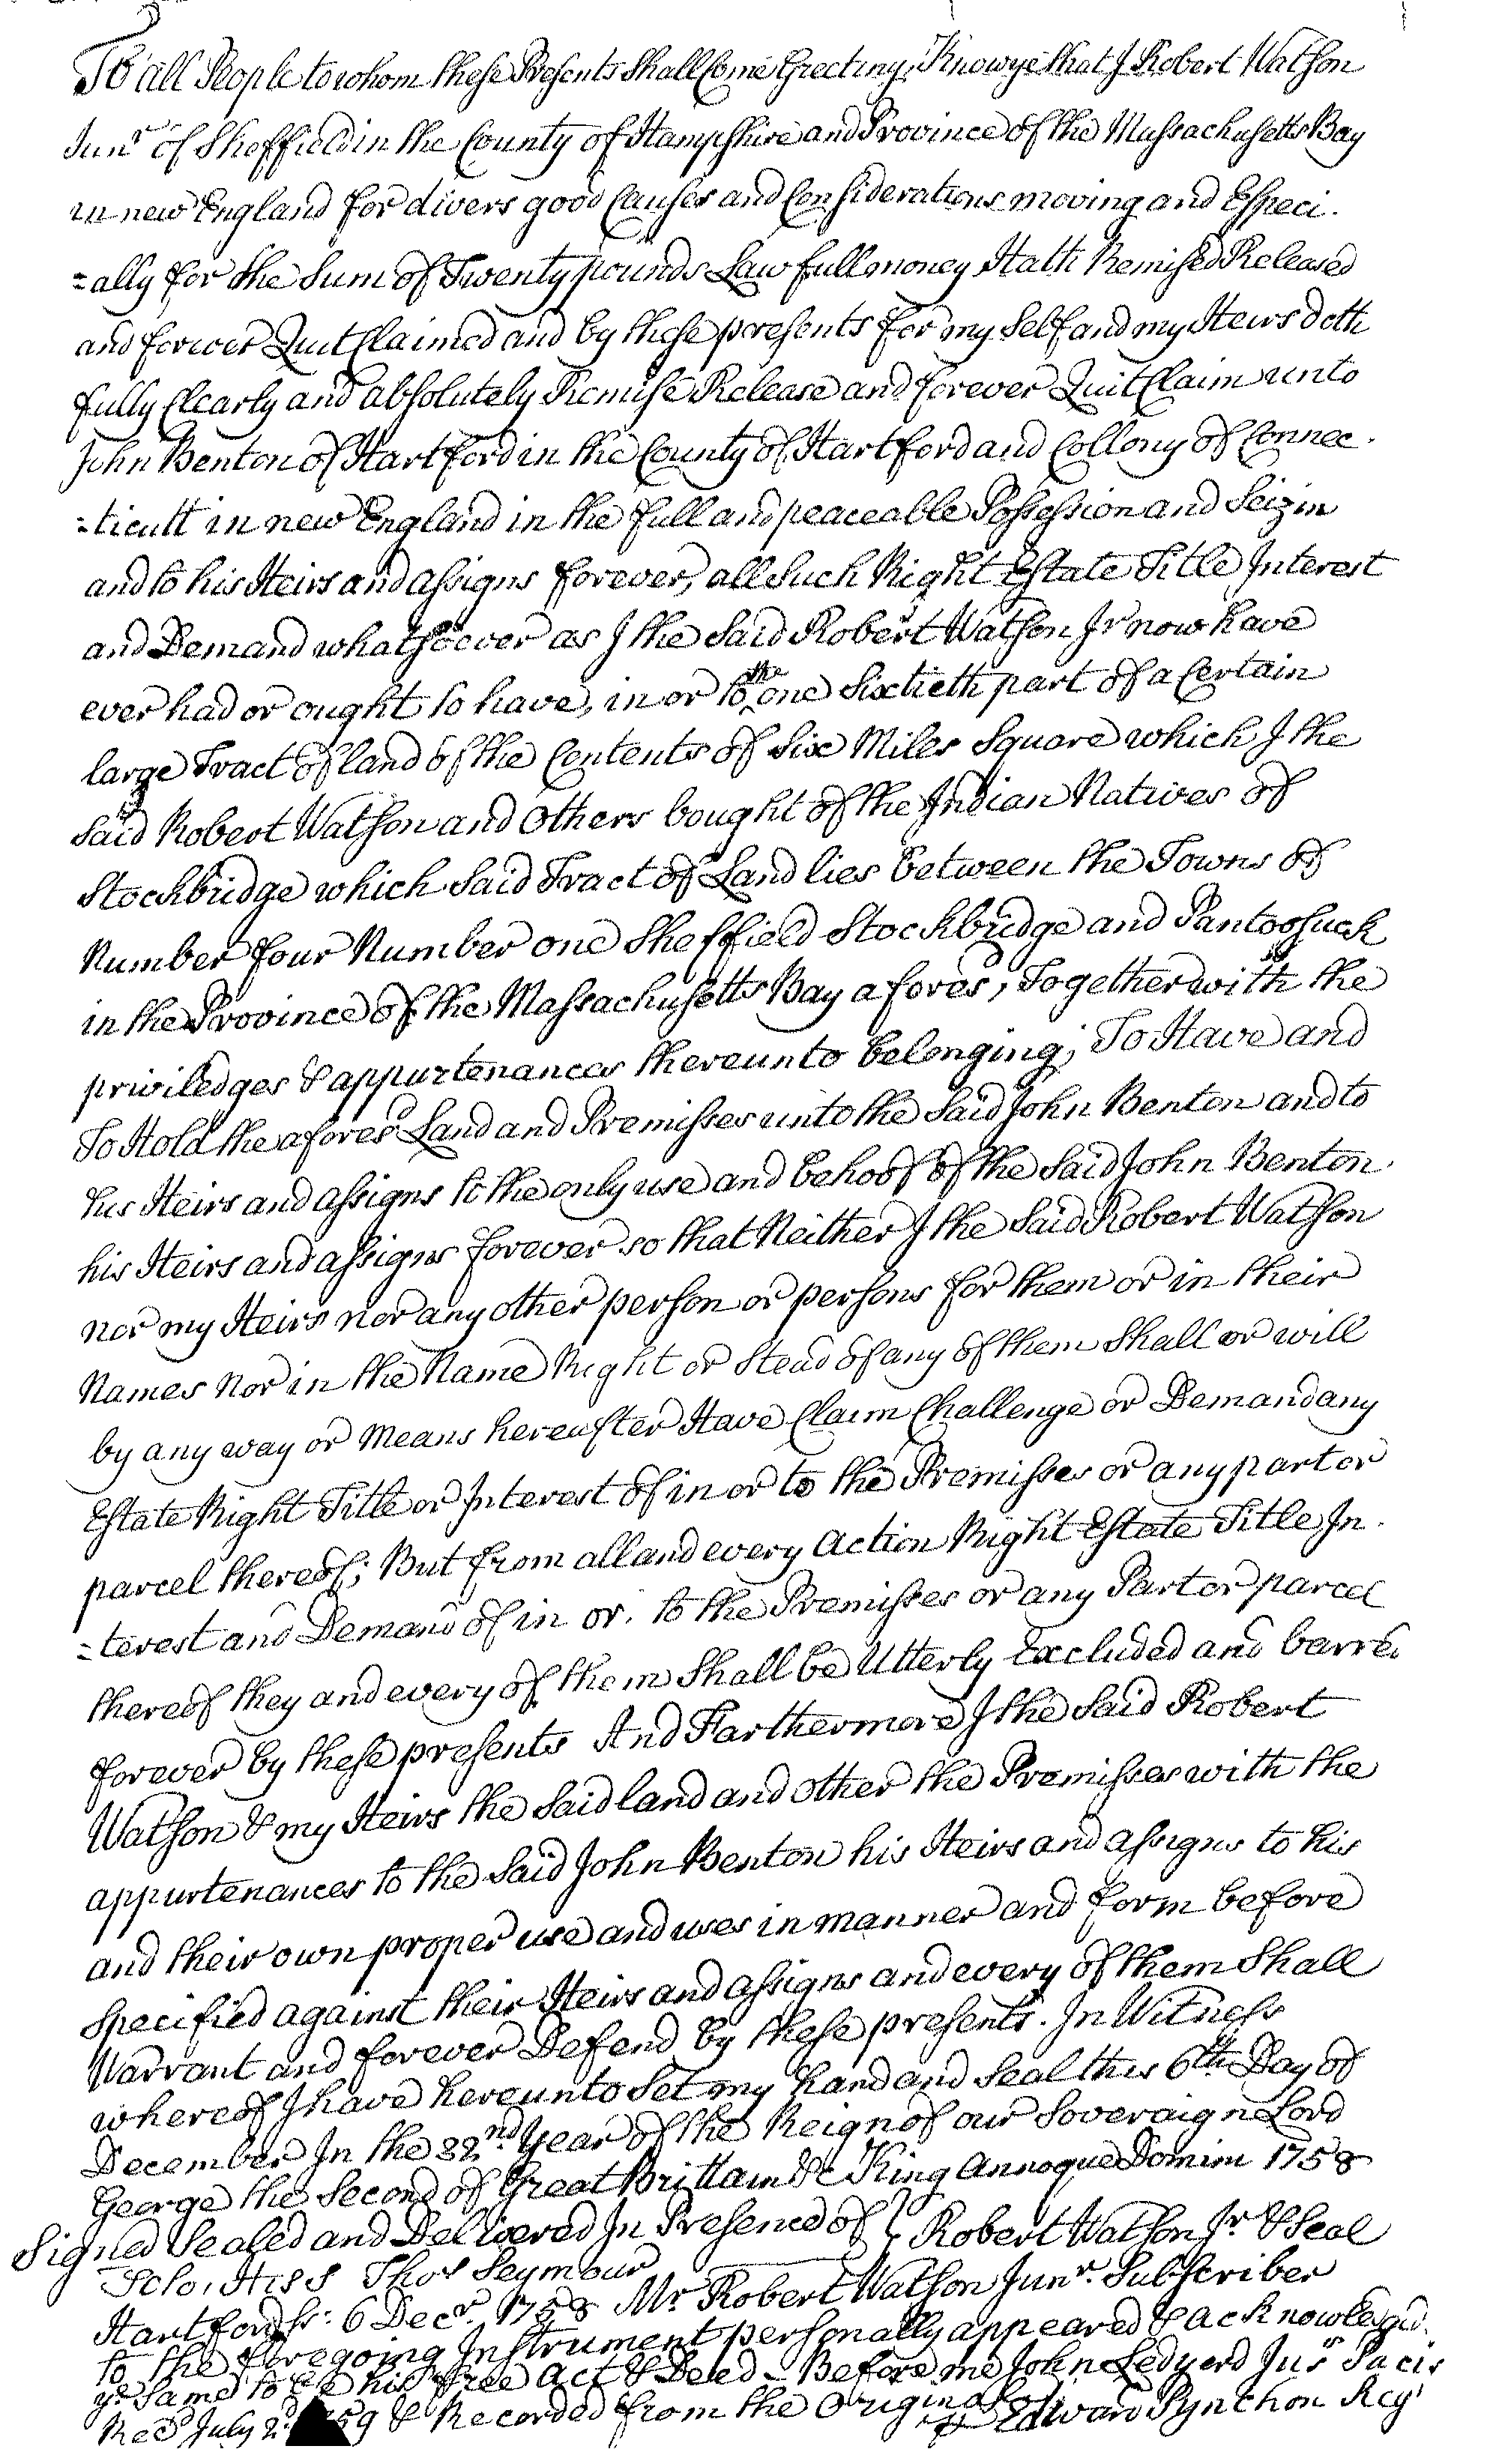 To all People to whom these Presents Shall Come Greeting, Know ye that I Robert Watson
Junr. of Sheffield in the County of Hampshire and Province of the Massachusetts Bay
in new England for divers good Causes and Considerations moving and Especi-
=ally for the Sum of Twenty pounds Lawfull money Hath Remised Released
and forever Quit Claimed and by these presents for my Self and my Heirs doth
fully Clearly and absolutely Remise Release and forever Quit Claim unto
John Benton of Hartford in the County of Hartford and Collony of Connec-
=ticutt in new England in the full and peaceable Possession and Seizin
and to his Heirs and assigns forever, all Such Right Estate Title Interest
and Demand whatsoever as I the Said Robert Watson Jr now have
ever had or ought to have, in or to the one Sixtieth part of a Certain
large Tract of land of the Contents of Six Miles Square which I the
said Robert Watson and others bought of the Indian Natives of
Stockbridge which Said Tract of Land lies between the Towns of
Number four Number one Sheffield Stockbridge and Pantoosuck
in the Province of the Massachusetts Bay afores.d, Together with the
priviledges & appurtenances thereunto belonging; To Have and
To Hold the afores.d Land and Premisses unto the Said John Benton and to
his Heirs and assigns to the only use and behoof of the Said John Benton
his Heirs and assigns forever so that Neither I the Said Robert Watson
nor my Heirs nor any other person or persons for them or in their
Names nor in the Name Right or Stead of any of them Shall or will
by any way or Means hereafter Have Claim Challenge or Demand any
Estate Right Title or Interest of in or to the Premisses or any part or
parcel thereof; But from all and every action Right Estate Title In-
=terest and Demand of in or to the Premisses or any Part or parcel
thereof they and every of them Shall be Utterly Excluded and barred
forever by these presents And Farthermore I the Said Robert
Watson & my Heirs the Said land and other the Premisses with the
appurtenances to the Said John Benton his Heirs and assigns to his
and their own proper use and uses in manner and form before
Specified against their Heirs and assigns and every of them Shall
Warrant and forever Defend by these presents. In Witness
whereof I have hereunto Set my hand and Seal this 6th Day of
December In the 32nd. Year of the Reign of our Soveraign Lord
George the Second of Great Brittain &c King Annoque Domini 1758
Signed Sealed and Delivered In Presence of } Robert Watson Jr & Seal
Thos Seymour
Hartford Ss. 6 Decr. 1758 Mr Robert Watson Junr. Subscriber
to the foregoing Instrument personally appeared & acknowledgd.
ye Same to be his free Act & Deed - Before me John Ledyerd Jus Pacis
Recd July 2d 59 & Recorded from the Original Edward Pynchon Regr